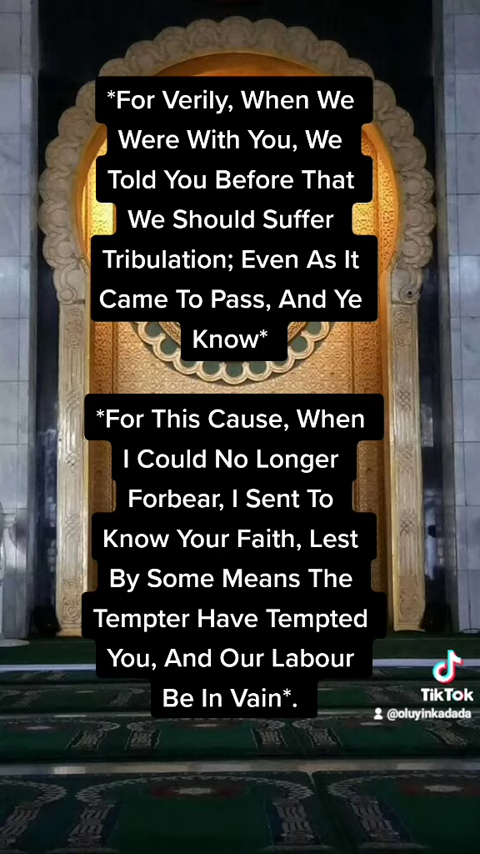 *For Verily, When We
Were With You, We
Told You Before That
We Should Suffer
Tribulation; Even As It
Came To Pass, And Ye
Know*
*For This Cause, When
I Could No Longer
Forbear, I Sent To
Know Your Faith, Lest
By Some Means The
Tempter Have Tempted
You, And Our Labour
Be In Vain*.
TikTok
@oluyinkadada